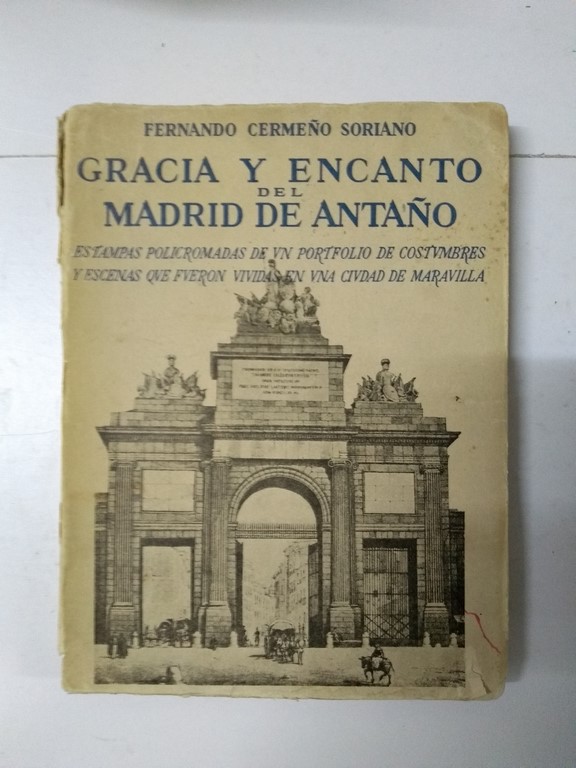 FERNANDO CERMEÑO SORIANO
GRACIA Y ENCANTO
DEL
MADRID DE ANTAÑO
ESTAMPAS POLICROMADAS DE VN PORTFOLIO DE COSTVMBRES
Y ESCENAS QVE FVERON VIVIDAS EN VNA CIVDAD DE MARAVILLA